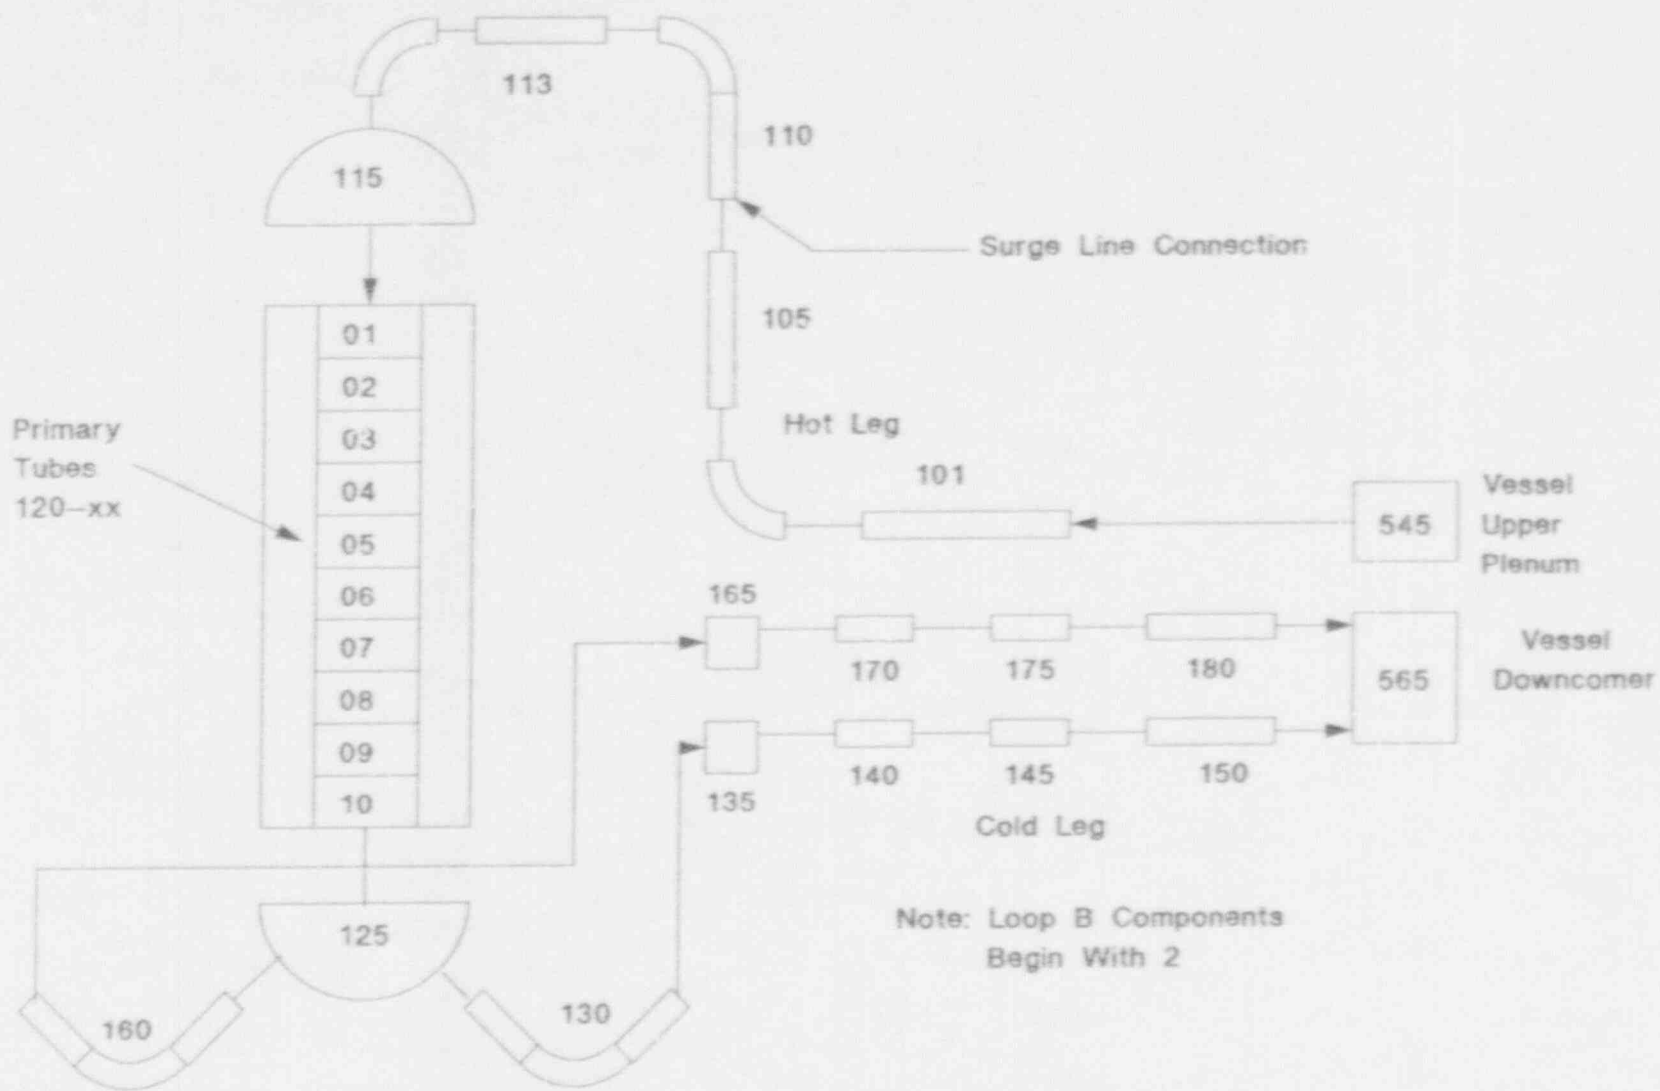 113
110
115
Surge Line Connection
105
01
02
03
04
05
06
07
08
09
10
Primary
Tubes
120-xx
Hot Leg
101
545
Vessel
Upper
Plenum
165
170
175
180
565
Vessel
Downcomer
135
140
145
150
Cold Leg
125
Note: Loop B Components
Begin With 2
160
130